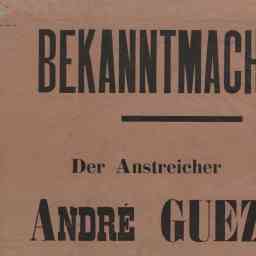 BEKANNTMACH
Der Anstreicher
ANDRÉ GUEZ